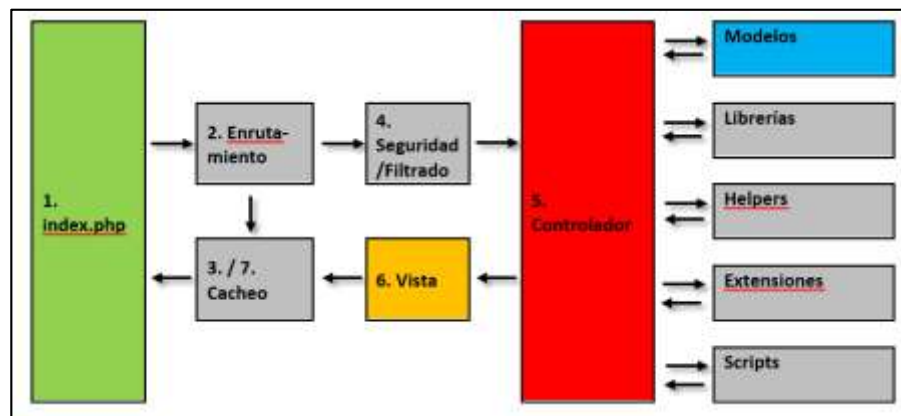 1.
index.php
2. Enruta-
miento
3. / 7.
Cacheo
4.
Seguridad
/Filtrado
6. Vista
5.
Controlador
Modelos
Librerías
Helpers
Extensiones
Scripts